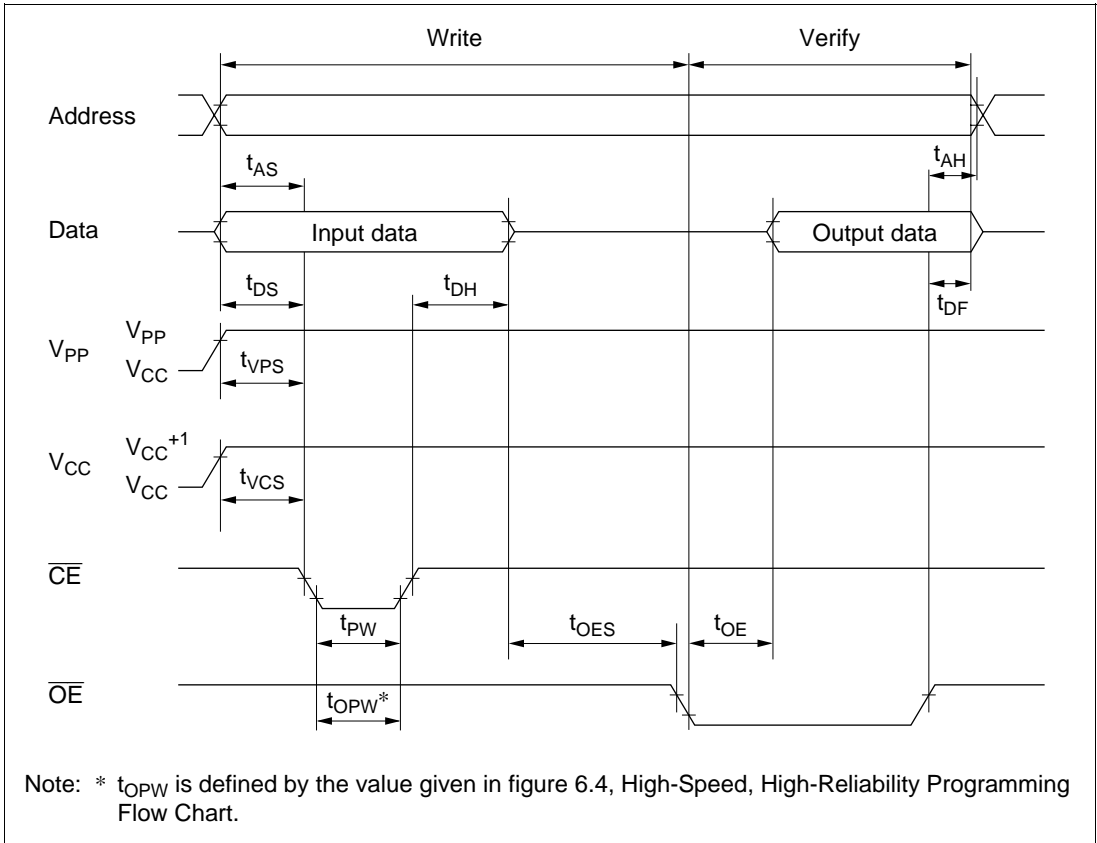 Write Verify
Address
tAS
tAH
Data Input data Output data
tDS tDH
tDF
VPP VPP
VCC
tVPS
VCC VCC+1
VCC
tVCS
CE
tPW tOES tOE
OE
tOPW*
Note: * tOPW is defined by the value given in figure 6.4, High-Speed, High-Reliability Programming
Flow Chart.